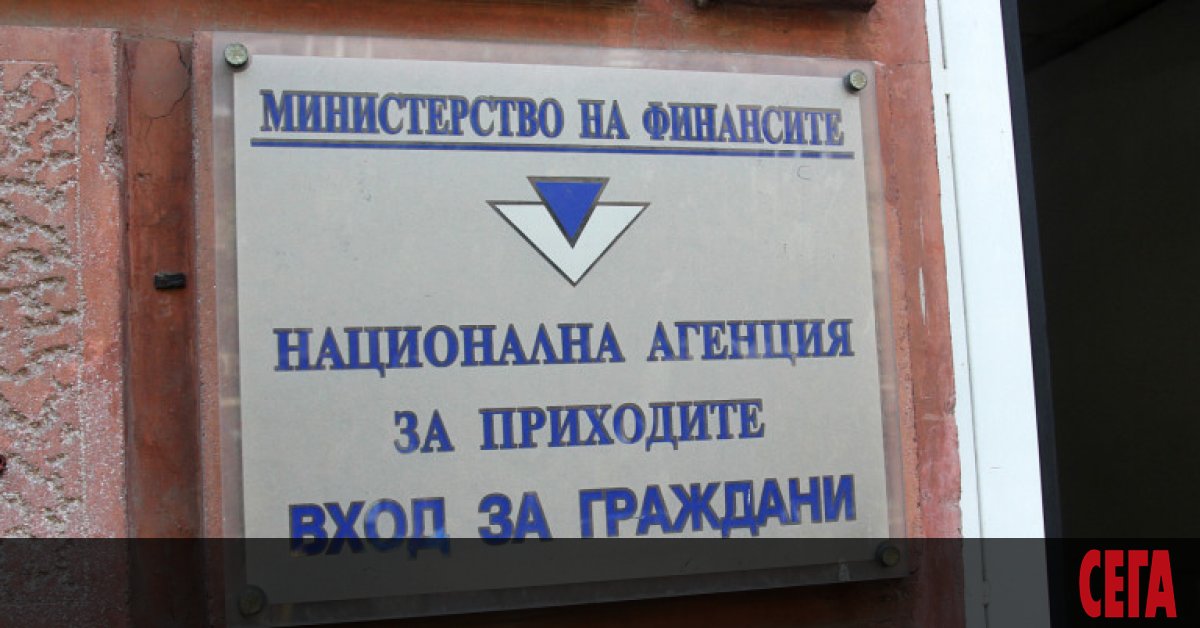 МИНИСТЕРСТВО НА ФИНАНСИТЕ
НАЦИОНАЛНА АГЕНЦИЯ
ЗА ПРИХОДИТЕ
ВХОД ЗА ГРАЖДАНИ
СЕГА